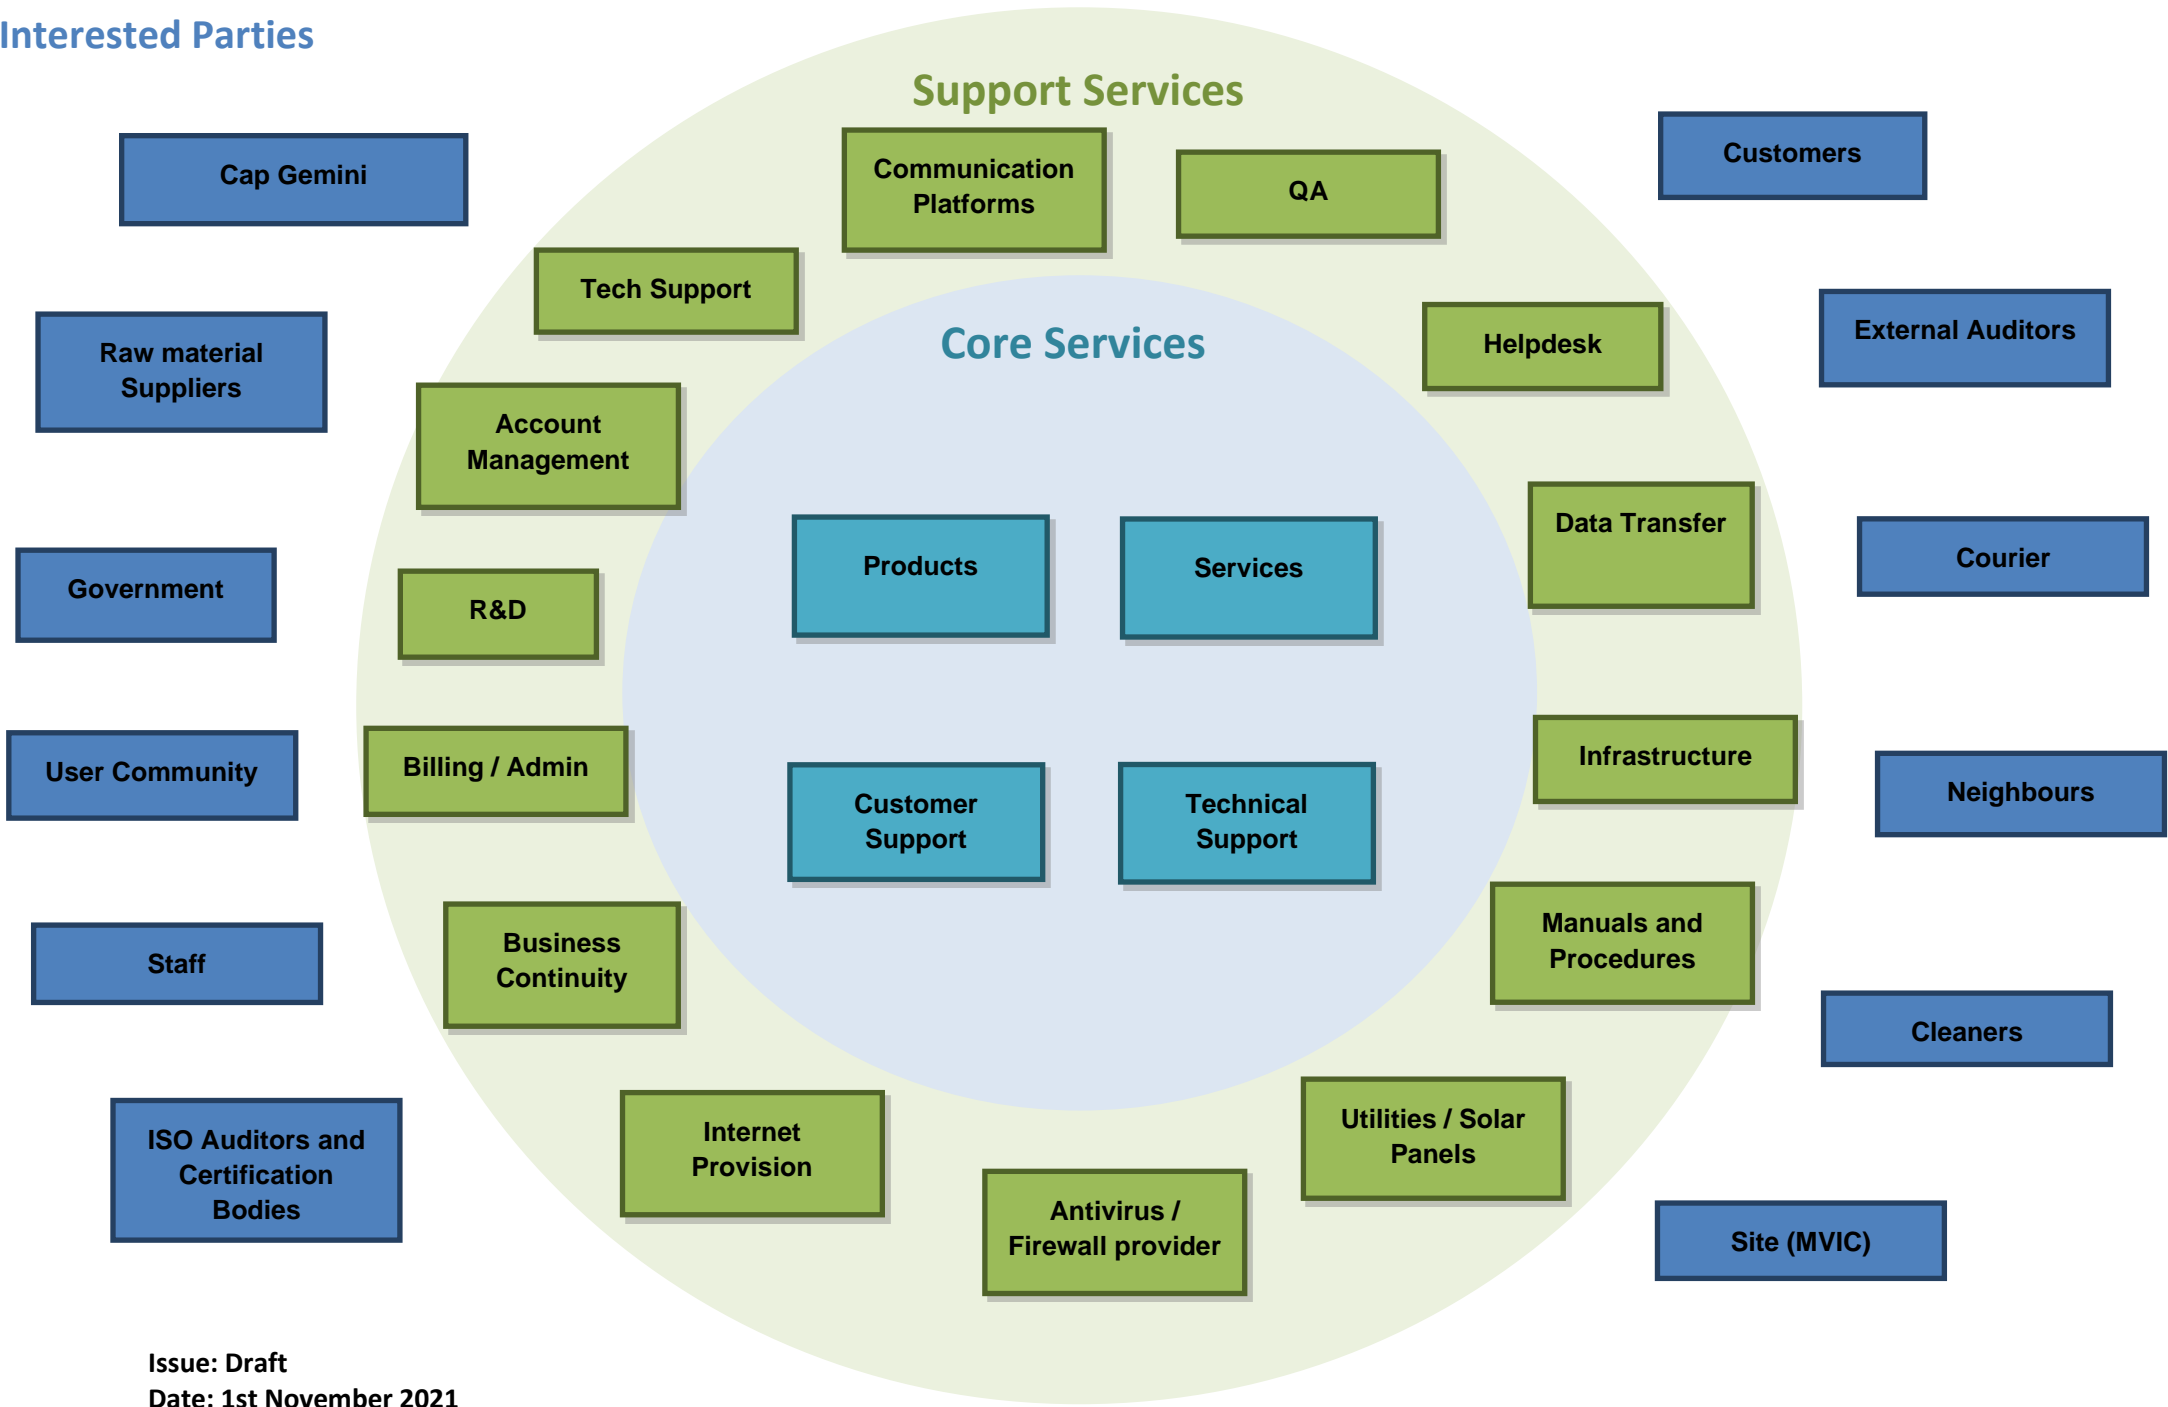 Interested Parties
Support Services
Cap Gemini
Communication
Platforms
QA
Customers
Tech Support
Helpdesk
External Auditors
Raw material
Suppliers
Core Services
Account
Management
Data Transfer
Courier
Products
Services
Government
R&D
User Community
Billing / Admin
Infrastructure
Neighbours
Customer
Support
Technical
Support
Staff
Business
Continuity
Manuals and
Procedures
Cleaners
ISO Auditors and
Certification
Bodies
Internet
Provision
Utilities / Solar
Panels
Antivirus /
Firewall provider
Site (MVIC)
Issue: Draft
Date: 1st November 2021